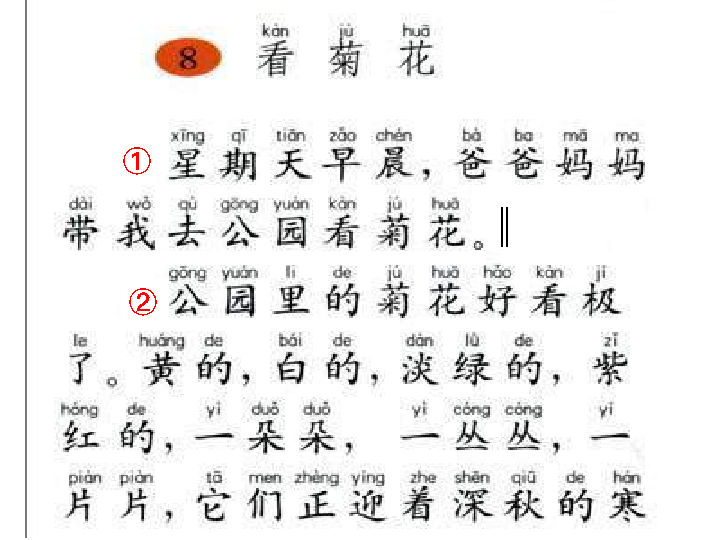 kàn jú huā
8 看菊花
xīng qī tiān zǎo chén bà ba mā ma
① 星期天早晨，爸爸妈妈
dài wǒ qù gōng yuán kàn jú huā
带我去公园看菊花。‖
gōng yuán li de jú huā hǎo kàn jí
② 公园里的菊花好看极
le huáng de bái de dàn lǜ de zǐ
了。黄的，白的，淡绿的，紫
hóng de yì duǒ duǒ yì cóng cóng yí
红的，一朵朵，一丛丛，一
piàn piàn tā men zhèng yíng zhe shēn qiū de hán
片片，它们正迎着深秋的寒